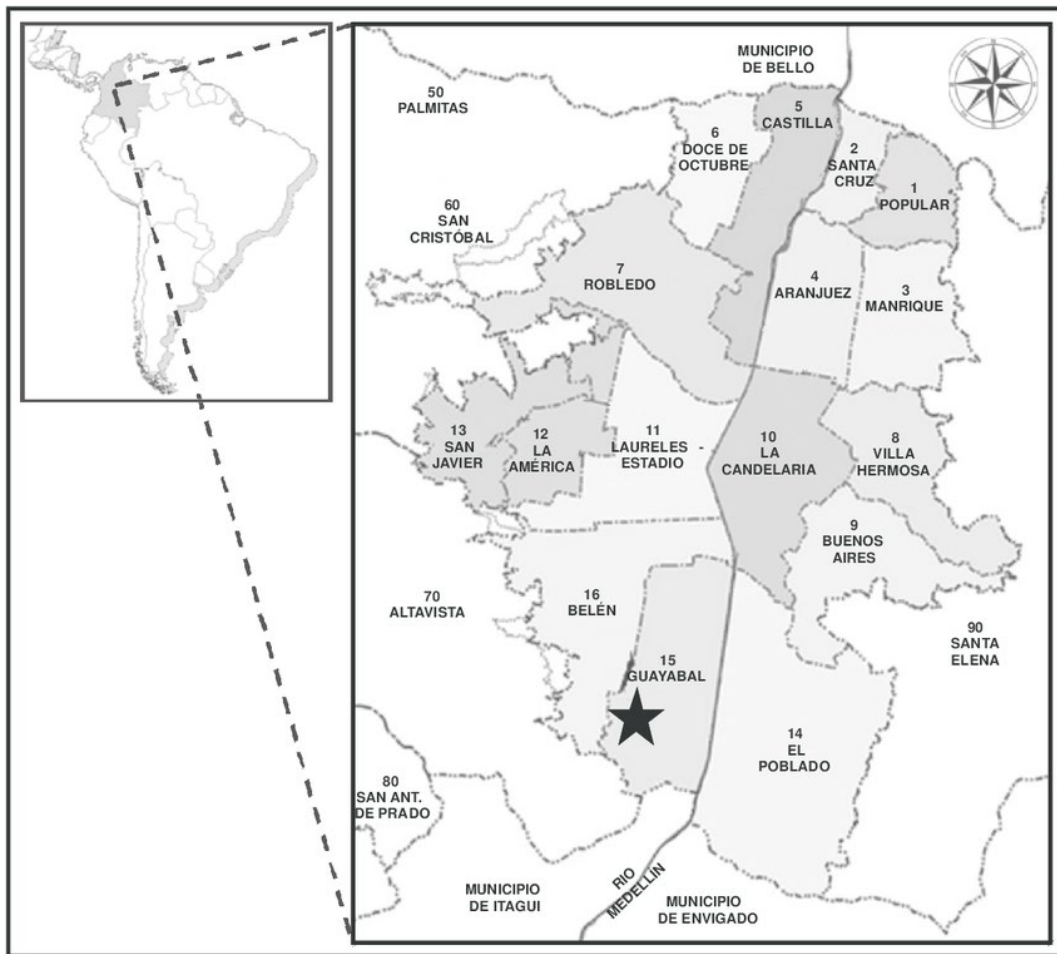 MUNICIPIO
DE BELLO
50
PALMITAS
5
CASTILLA
6
DOCE DE
OCTUBRE
2
SANTA
CRUZ
1
POPULAR
60
SAN
CRISTÓBAL
7
ROBLEDO
4
ARANJUEZ
3
MANRIQUE
13
SAN
JAVIER
12
LA
AMÉRICA
11
LAURELES -
ESTADIO
10
LA
CANDELARIA
8
VILLA
HERMOSA
9
BUENOS
AIRES
70
ALTAVISTA
16
BELÉN
90
SANTA
ELENA
15
GUAYABAL
14
EL
POBLADO
80
SAN ANT.
DE PRADO
MUNICIPIO
DE ITAGUI
RIO
MEDELLIN
MUNICIPIO
DE ENVIGADO